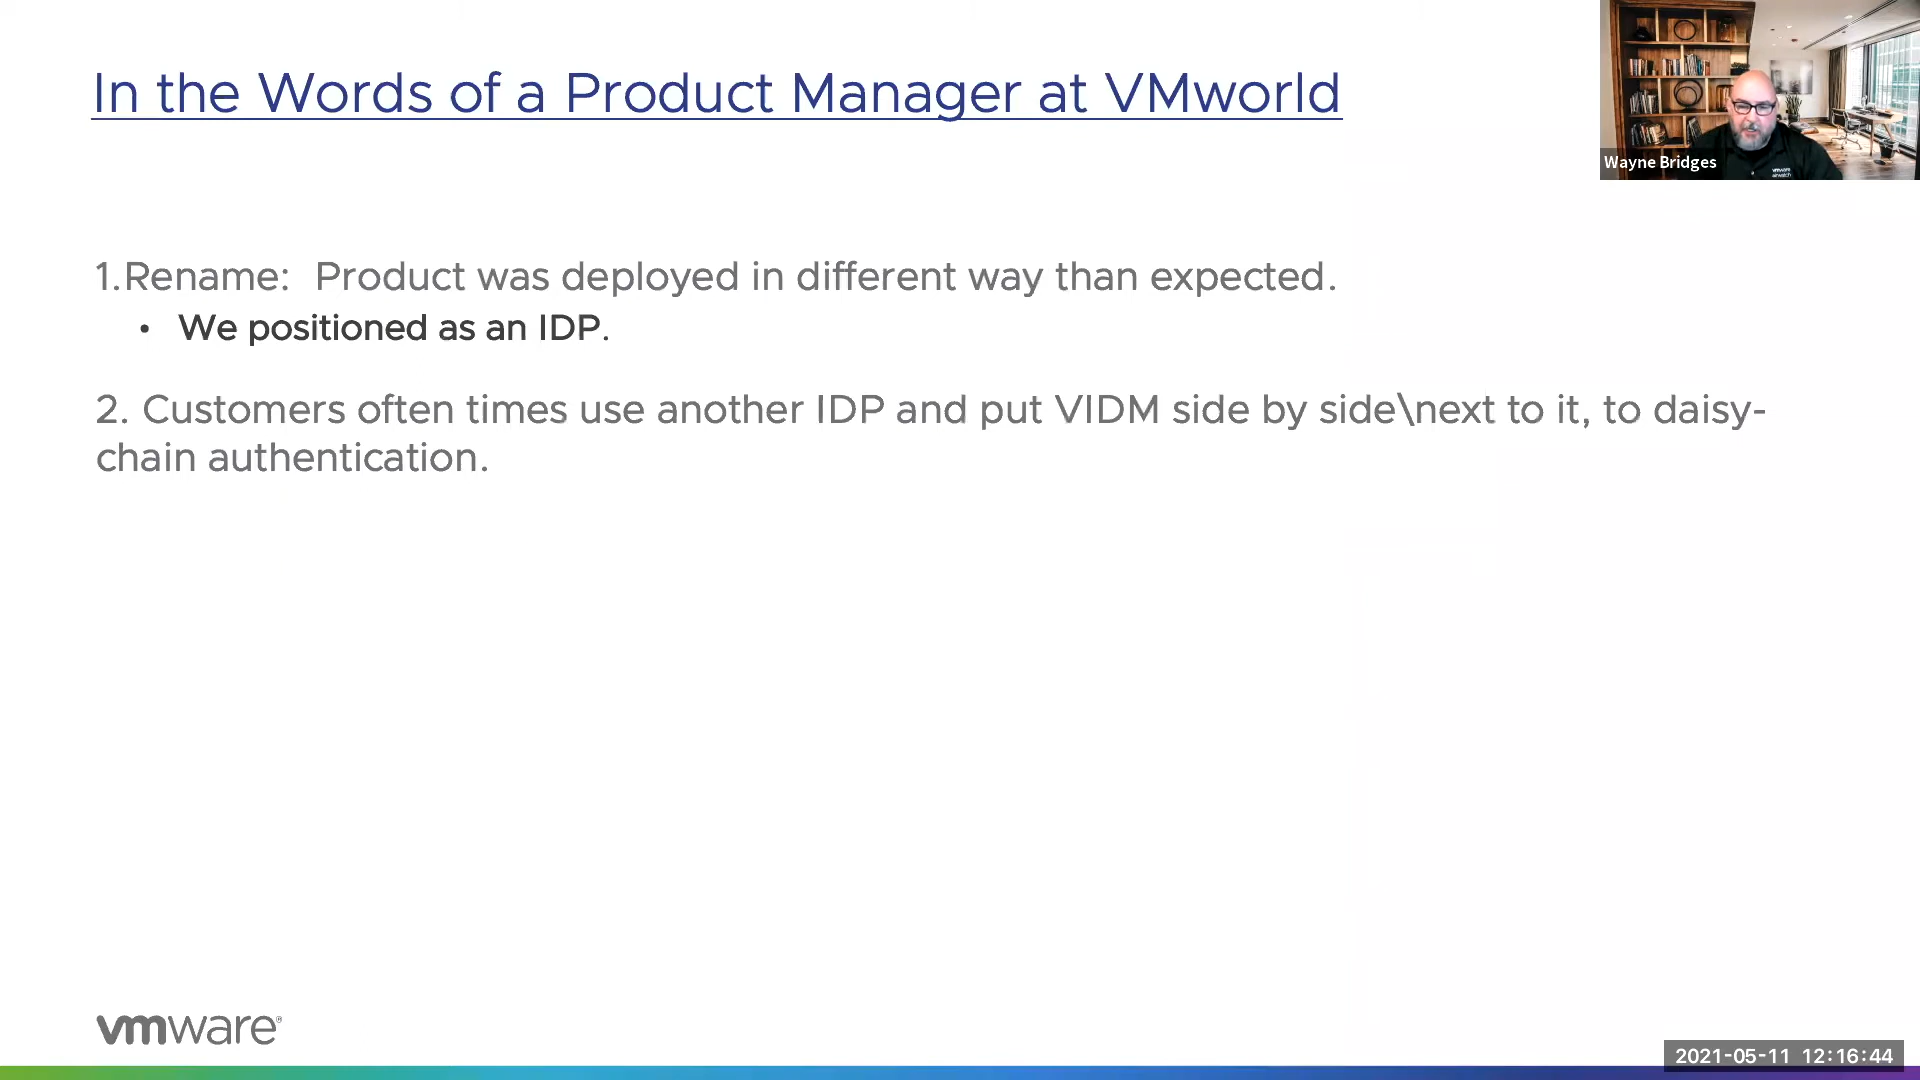 In the Words of a Product Manager at VMworld
Wayne Bridges
vmware
airwatch
1.Rename:  Product was deployed in different way than expected.
• We positioned as an IDP.
2. Customers often times use another IDP and put VIDM side by side\next to it, to daisy-
chain authentication.
vmware®
2021-05-11 12:16:44